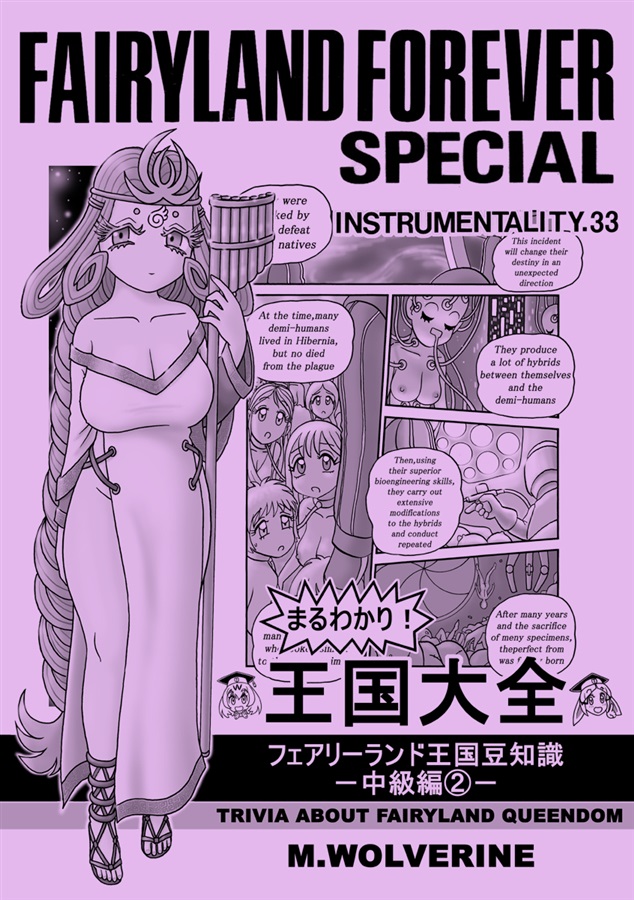 FAIRYLAND FOREVER
SPECIAL
INSTRUMENTALIITY.33
were
ked by
defeat
natives
This incident
will change their
destiny in an
unexpected
direction
At the time,many
demi-humans
lived in Hibernia,
but no died
from the plague
They produce
a lot of hybrids
between themselves
and the
demi-humans
Then,using
their superior
bioengineering skills,
they carry out
extensive
modifications
to the hybrids
and conduct
repeated
After many years
and the sacrifice
of meny specimens,
theperfect from
was born
man
まるわかり!
王国大全
フェアリーランド王国豆知識
ー中級編②ー
TRIVIA ABOUT FAIRYLAND QUEENDOM
M.WOLVERINE